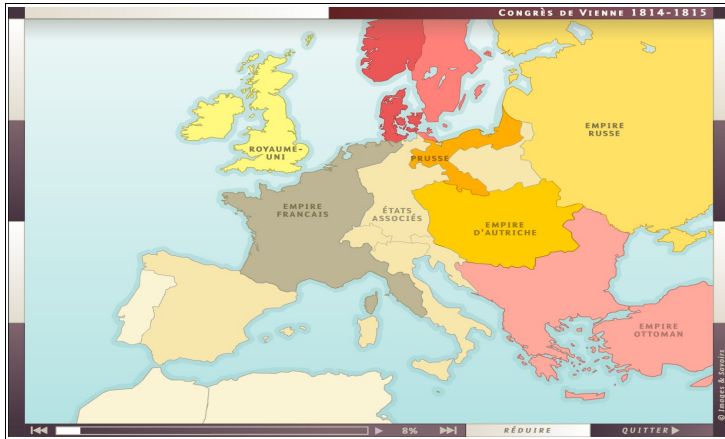 CONGRÈS DE VIENNE 1814-1815
ROYAUME-
UNI
EMPIRE
RUSSE
PRUSSE
EMPIRE
FRANCAIS
ÉTATS
ASSOCIÉS
EMPIRE
D'AUTRICHE
EMPIRE
OTTOMAN
© Images & Savoirs
8%
RÉDUIRE
QUITTER